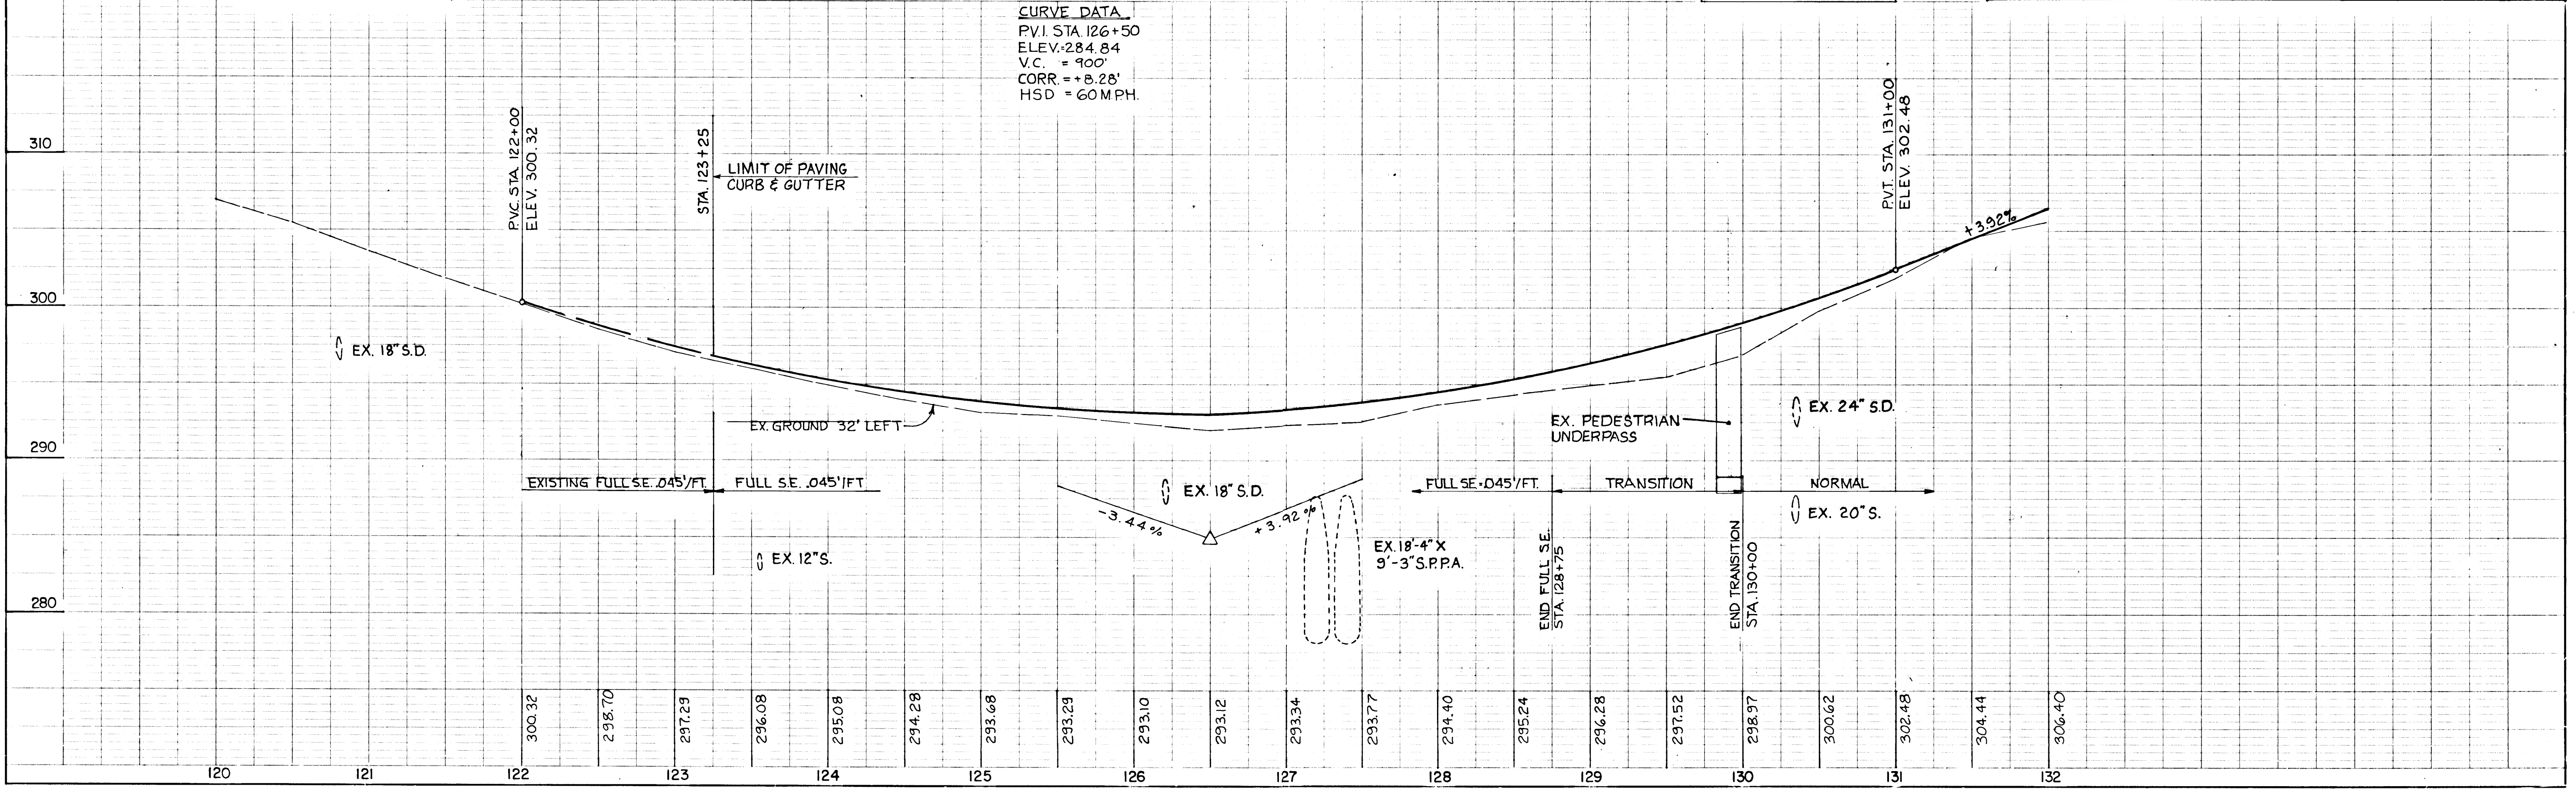 CURVE DATA
P.V.I. STA. 126+50
ELEV.=284.84
V.C. = 900'
CORR. = +8.28'
HSD = 60 M.P.H.
310
300
290
280
P.V.C. STA. 122+00
ELEV. 300.32
STA. 123+25
LIMIT OF PAVING
CURB & GUTTER
P.V.T. STA. 131+00
ELEV. 302.48
+3.92%
EX. 18" S.D.
EX. GROUND 32' LEFT
EX. PEDESTRIAN
UNDERPASS
EX. 24" S.D.
EXISTING FULL S.E. .045'/FT.
FULL S.E. .045'/FT
EX. 18" S.D.
FULL SE=.045'/FT.
TRANSITION
NORMAL
-3.44%
+3.92%
EX. 20" S.
EX. 12" S.
EX. 18'-4" X
9'-3" S.P.P.A.
END FULL S.E.
STA. 128+75
END TRANSITION
STA. 130+00
300.32
298.70
297.29
296.08
295.08
294.28
293.68
293.29
293.10
293.12
293.34
293.77
294.40
295.24
296.28
297.52
298.97
300.62
302.48
304.44
306.40
120
121
122
123
124
125
126
127
128
129
130
131
132